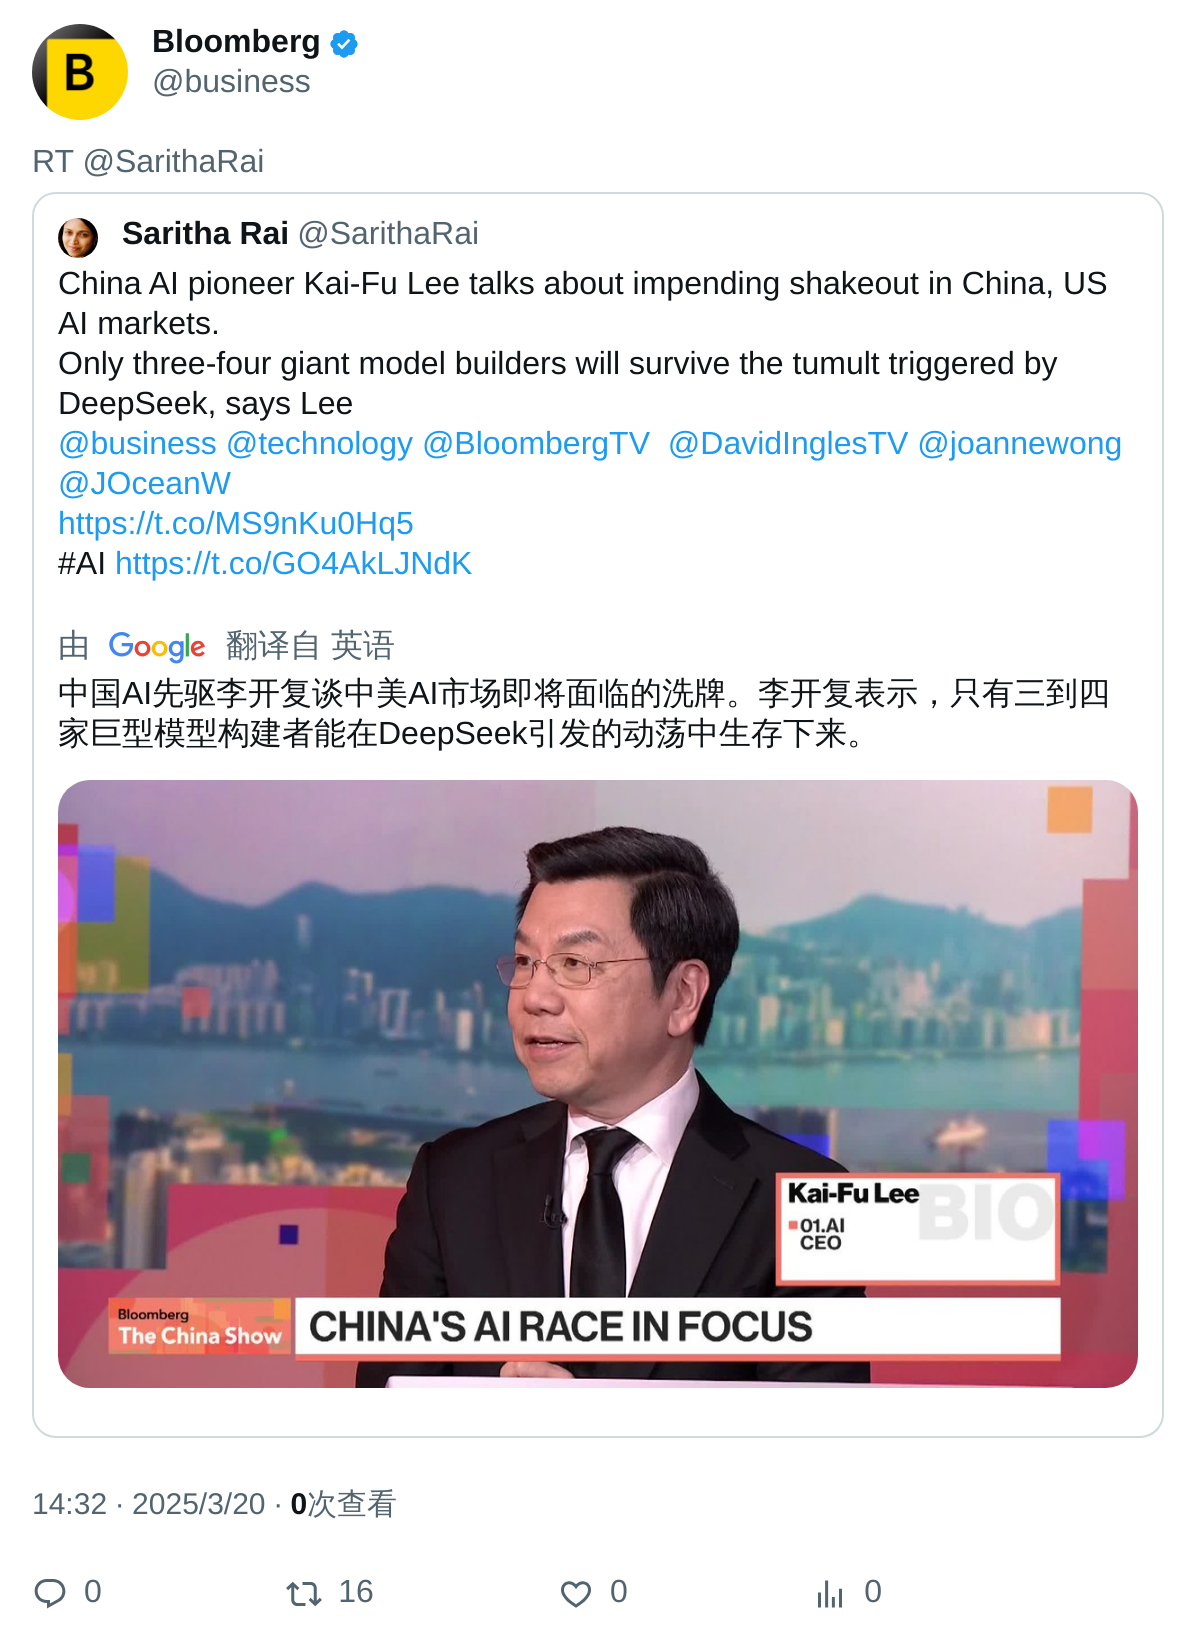 B
Bloomberg
@business
RT @SarithaRai
Saritha Rai @SarithaRai
China AI pioneer Kai-Fu Lee talks about impending shakeout in China, US
AI markets.
Only three-four giant model builders will survive the tumult triggered by
DeepSeek, says Lee
@business @technology @BloombergTV  @DavidInglesTV @joannewong
@JOceanW
https://t.co/MS9nKu0Hq5
#AI https://t.co/GO4AkLJNdK
由 Google 翻译自 英语
中国AI先驱李开复谈中美AI市场即将面临的洗牌。李开复表示，只有三到四
家巨型模型构建者能在DeepSeek引发的动荡中生存下来。
Kai-Fu Lee
BIO
01.AI
CEO
Bloomberg
The China Show
CHINA'S AI RACE IN FOCUS
14:32 · 2025/3/20 · 0次查看
0 16 0 0